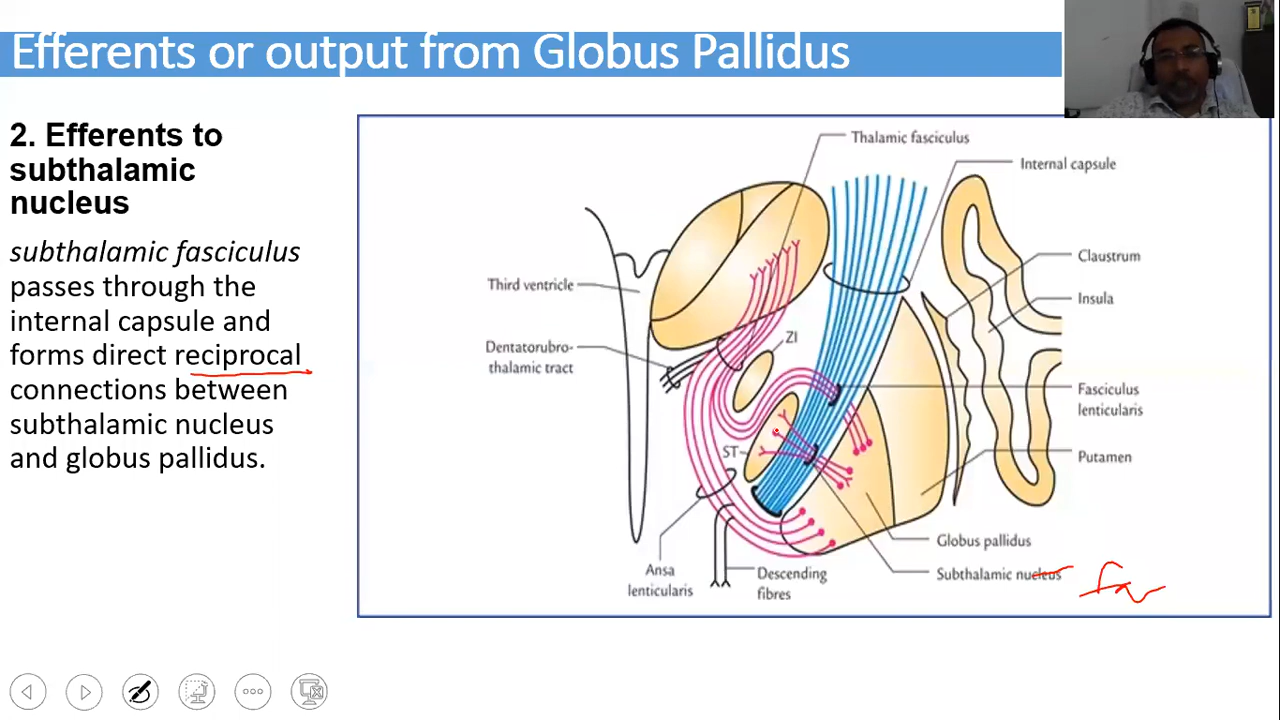 Efferents or output from Globus Pallidus
2. Efferents to
subthalamic
nucleus
subthalamic fasciculus
passes through the
internal capsule and
forms direct reciprocal
connections between
subthalamic nucleus
and globus pallidus.
Thalamic fasciculus
Internal capsule
Claustrum
Insula
Third ventricle
ZI
Dentatorubro-
thalamic tract
Fasciculus
lenticularis
ST
Putamen
Globus pallidus
Subthalamic nucleus
Ansa
lenticularis
Descending
fibres